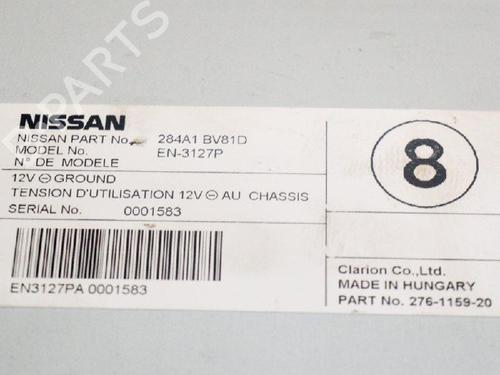 NISSAN
NISSAN PART No. 284A1 BV81D
MODEL No. EN-3127P
N° DE MODELE
12V ⊖ GROUND
TENSION D'UTILISATION 12V ⊖ AU CHASSIS
SERIAL No. 0001583
EN3127PA 0001583
8
Clarion Co.,Ltd.
MADE IN HUNGARY
PART No. 276-1159-20